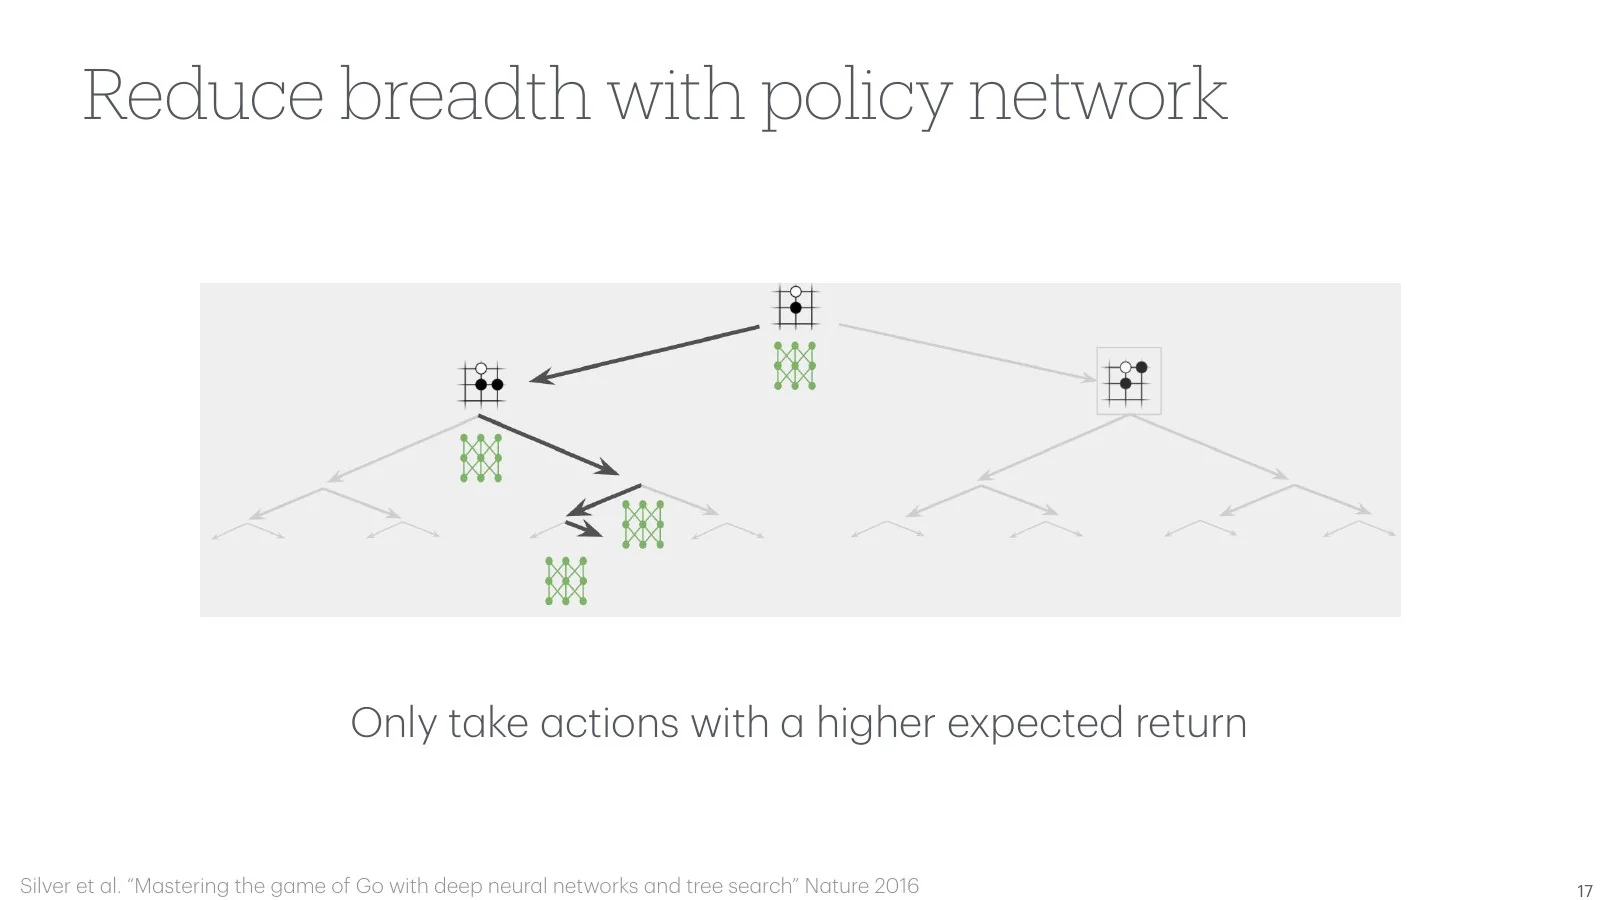 Reduce breadth with policy network
Only take actions with a higher expected return
Silver et al. “Mastering the game of Go with deep neural networks and tree search” Nature 2016
17